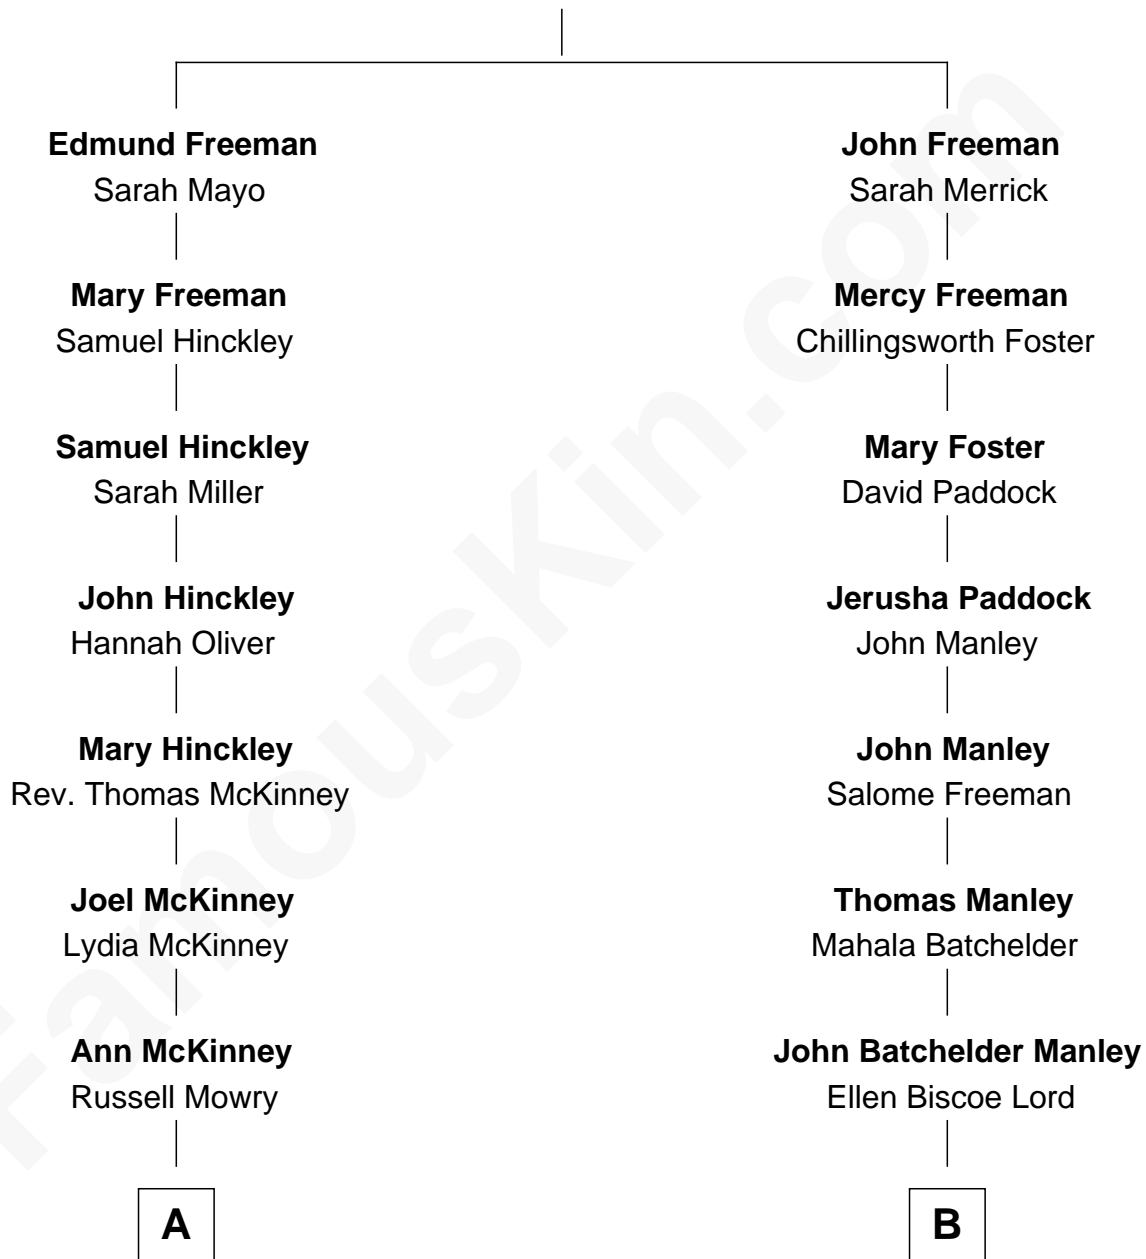 Edmund Freeman
Sarah Mayo
Mary Freeman
Samuel Hinckley
Samuel Hinckley
Sarah Miller
John Hinckley
Hannah Oliver
Mary Hinckley
Rev. Thomas McKinney
Joel McKinney
Lydia McKinney
Ann McKinney
Russell Mowry
A
John Freeman
Sarah Merrick
Mercy Freeman
Chillingsworth Foster
Mary Foster
David Paddock
Jerusha Paddock
John Manley
John Manley
Salome Freeman
Thomas Manley
Mahala Batchelder
John Batchelder Manley
Ellen Biscoe Lord
B
FamousKin.com